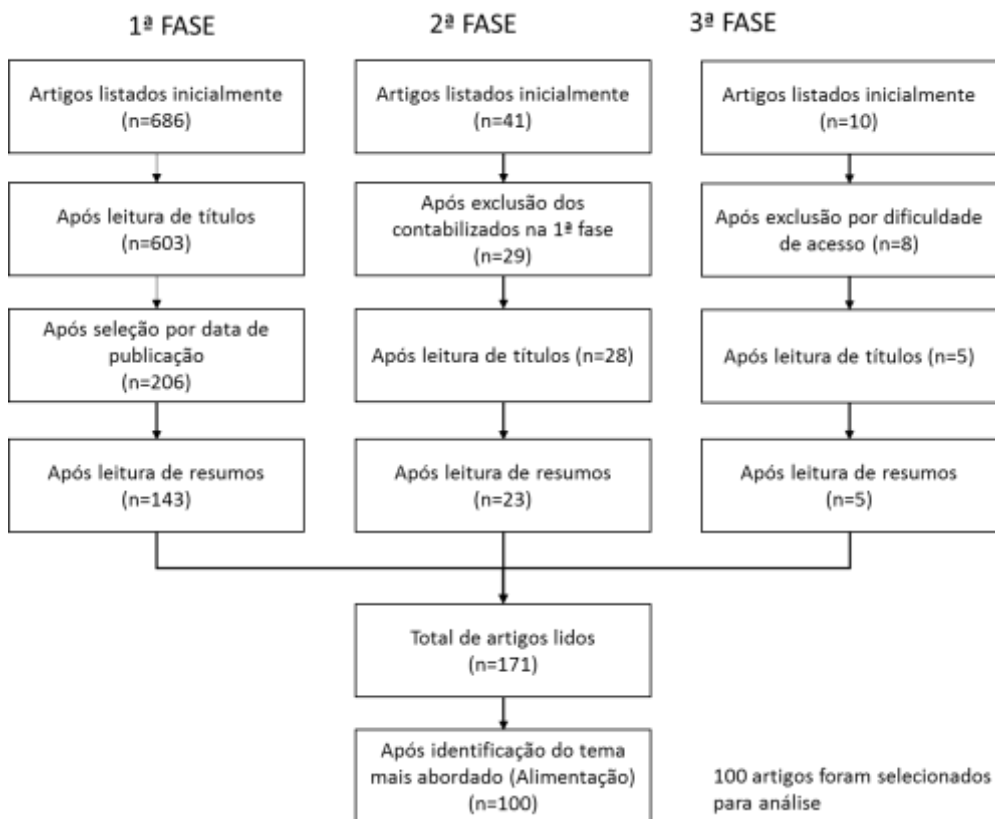 1ª FASE
Artigos listados inicialmente
(n=686)
Após leitura de títulos
(n=603)
Após seleção por data de
publicação
(n=206)
Após leitura de resumos
(n=143)
2ª FASE
Artigos listados inicialmente
(n=41)
Após exclusão dos
contabilizados na 1ª fase
(n=29)
Após leitura de títulos (n=28)
Após leitura de resumos
(n=23)
3ª FASE
Artigos listados inicialmente
(n=10)
Após exclusão por dificuldade
de acesso (n=8)
Após leitura de títulos (n=5)
Após leitura de resumos
(n=5)
Total de artigos lidos
(n=171)
Após identificação do tema
mais abordado (Alimentação)
(n=100)
100 artigos foram selecionados
para análise